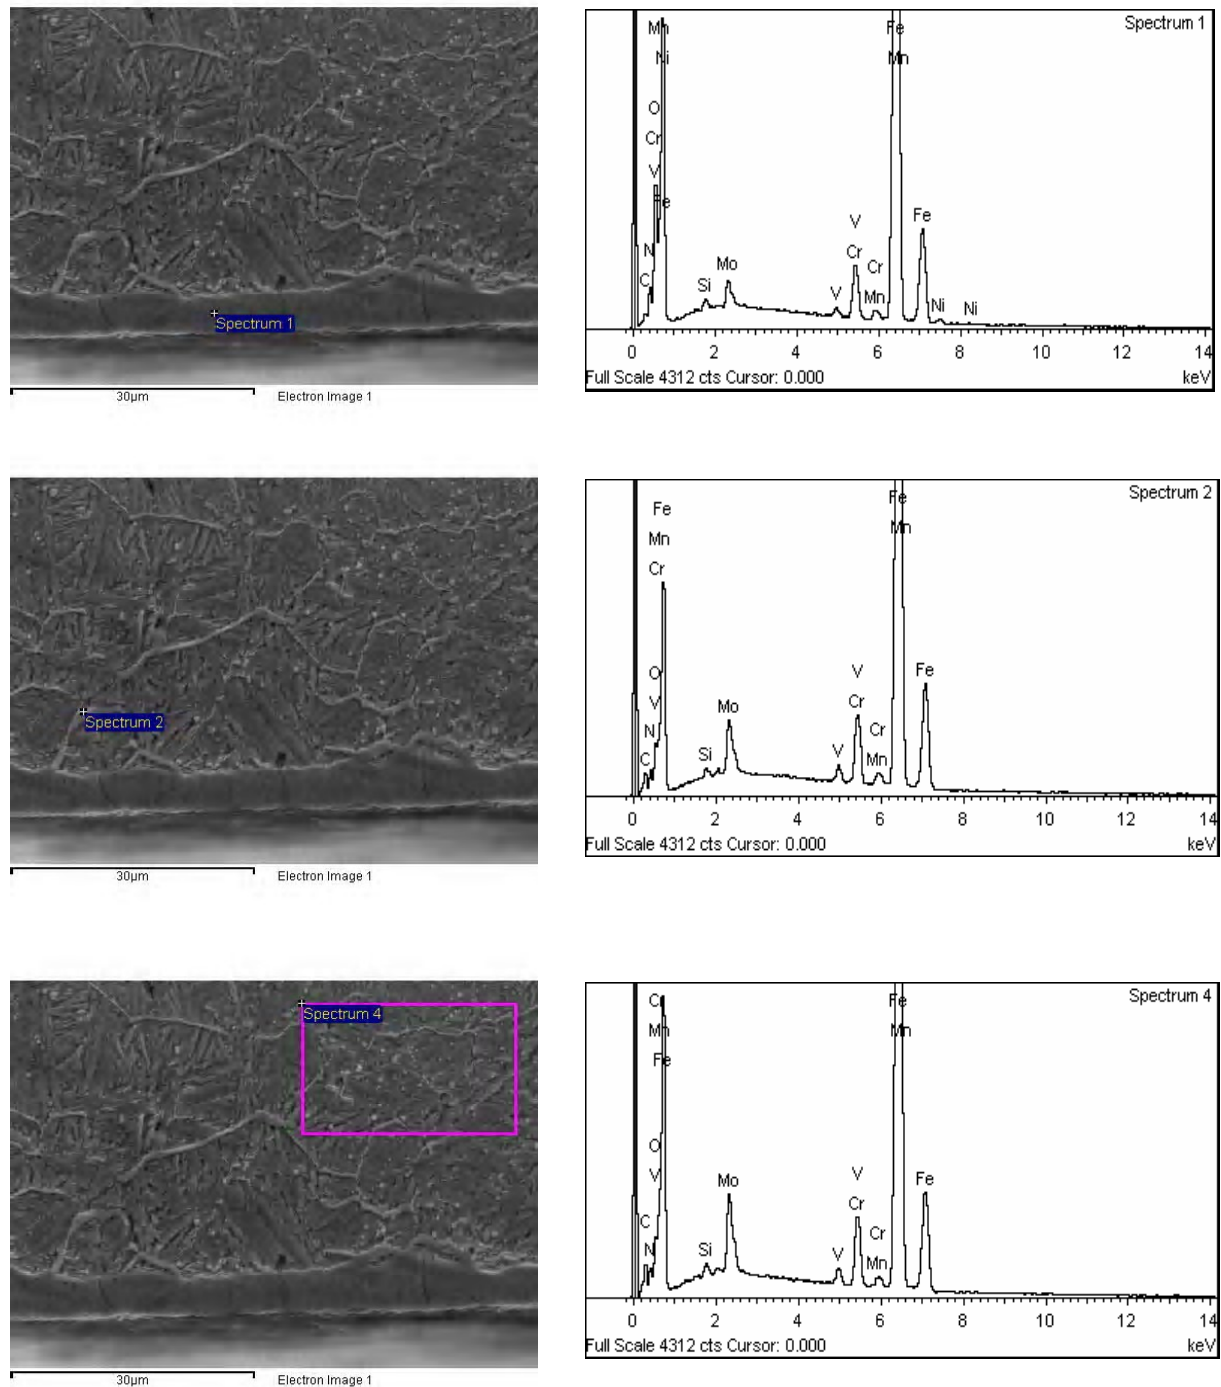 Spectrum 1
30µm
Electron Image 1
Spectrum 1
Mn
Ni
O
Cr
V
Fe
N
C
Si
Mo
V
V
Cr
Cr
Mn
Fe
Mn
Fe
Ni
Ni
0 2 4 6 8 10 12 14
Full Scale 4312 cts Cursor: 0.000
keV
Spectrum 2
30µm
Electron Image 1
Spectrum 2
Fe
Mn
Cr
O
V
N
C
Si
Mo
V
V
Cr
Cr
Mn
Fe
Mn
Fe
0 2 4 6 8 10 12 14
Full Scale 4312 cts Cursor: 0.000
keV
Spectrum 4
30µm
Electron Image 1
Spectrum 4
Cr
Mn
Fe
O
V
C
N
Si
Mo
V
V
Cr
Cr
Mn
Fe
Mn
Fe
0 2 4 6 8 10 12 14
Full Scale 4312 cts Cursor: 0.000
keV